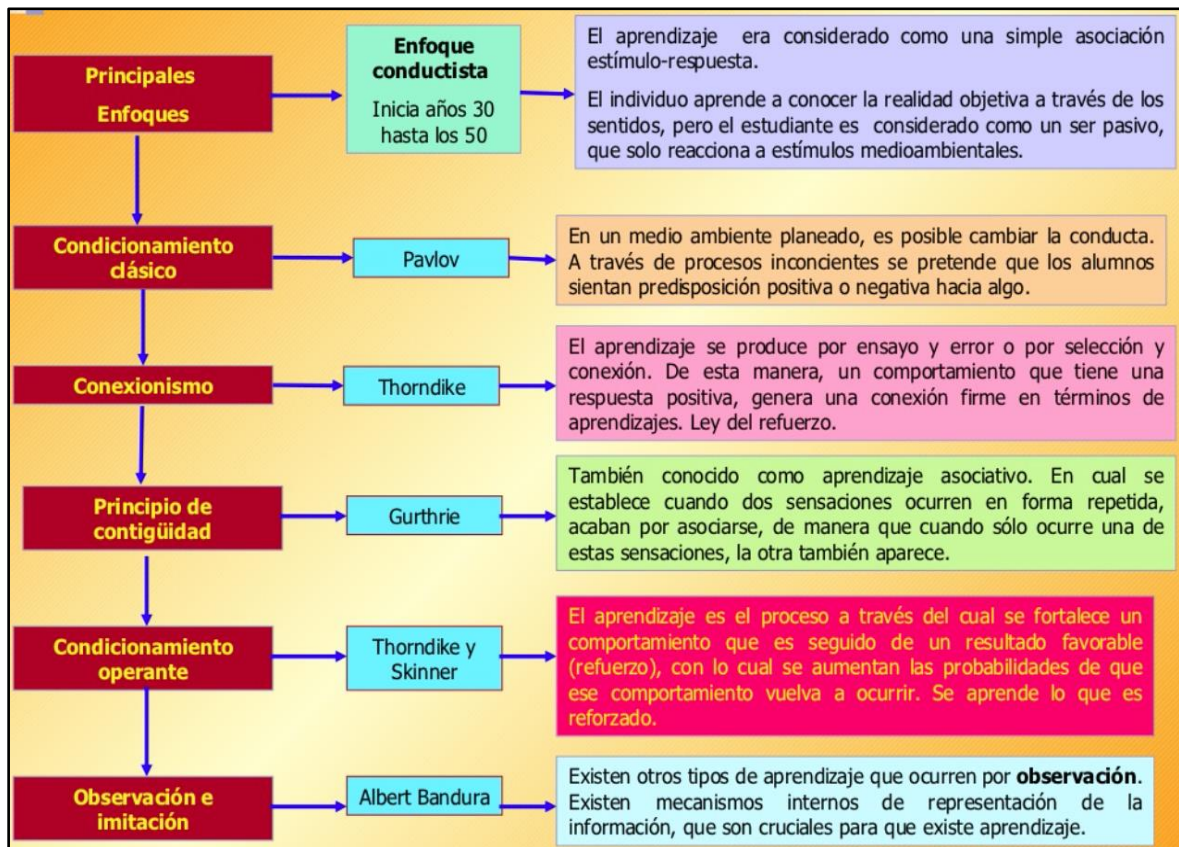 Principales
Enfoques
Enfoque
conductista
Inicia años 30
hasta los 50
El aprendizaje era considerado como una simple asociación
estímulo-respuesta.
El individuo aprende a conocer la realidad objetiva a través de los
sentidos, pero el estudiante es considerado como un ser pasivo,
que solo reacciona a estímulos medioambientales.
Condicionamiento
clásico
Pavlov
En un medio ambiente planeado, es posible cambiar la conducta.
A través de procesos inconcientes se pretende que los alumnos
sientan predisposición positiva o negativa hacia algo.
Conexionismo
Thorndike
El aprendizaje se produce por ensayo y error o por selección y
conexión. De esta manera, un comportamiento que tiene una
respuesta positiva, genera una conexión firme en términos de
aprendizajes. Ley del refuerzo.
Principio de
contigüidad
Gurthrie
También conocido como aprendizaje asociativo. En cual se
establece cuando dos sensaciones ocurren en forma repetida,
acaban por asociarse, de manera que cuando sólo ocurre una de
estas sensaciones, la otra también aparece.
Condicionamiento
operante
Thorndike y
Skinner
El aprendizaje es el proceso a través del cual se fortalece un
comportamiento que es seguido de un resultado favorable
(refuerzo), con lo cual se aumentan las probabilidades de que
ese comportamiento vuelva a ocurrir. Se aprende lo que es
reforzado.
Observación e
imitación
Albert Bandura
Existen otros tipos de aprendizaje que ocurren por observación.
Existen mecanismos internos de representación de la
información, que son cruciales para que existe aprendizaje.